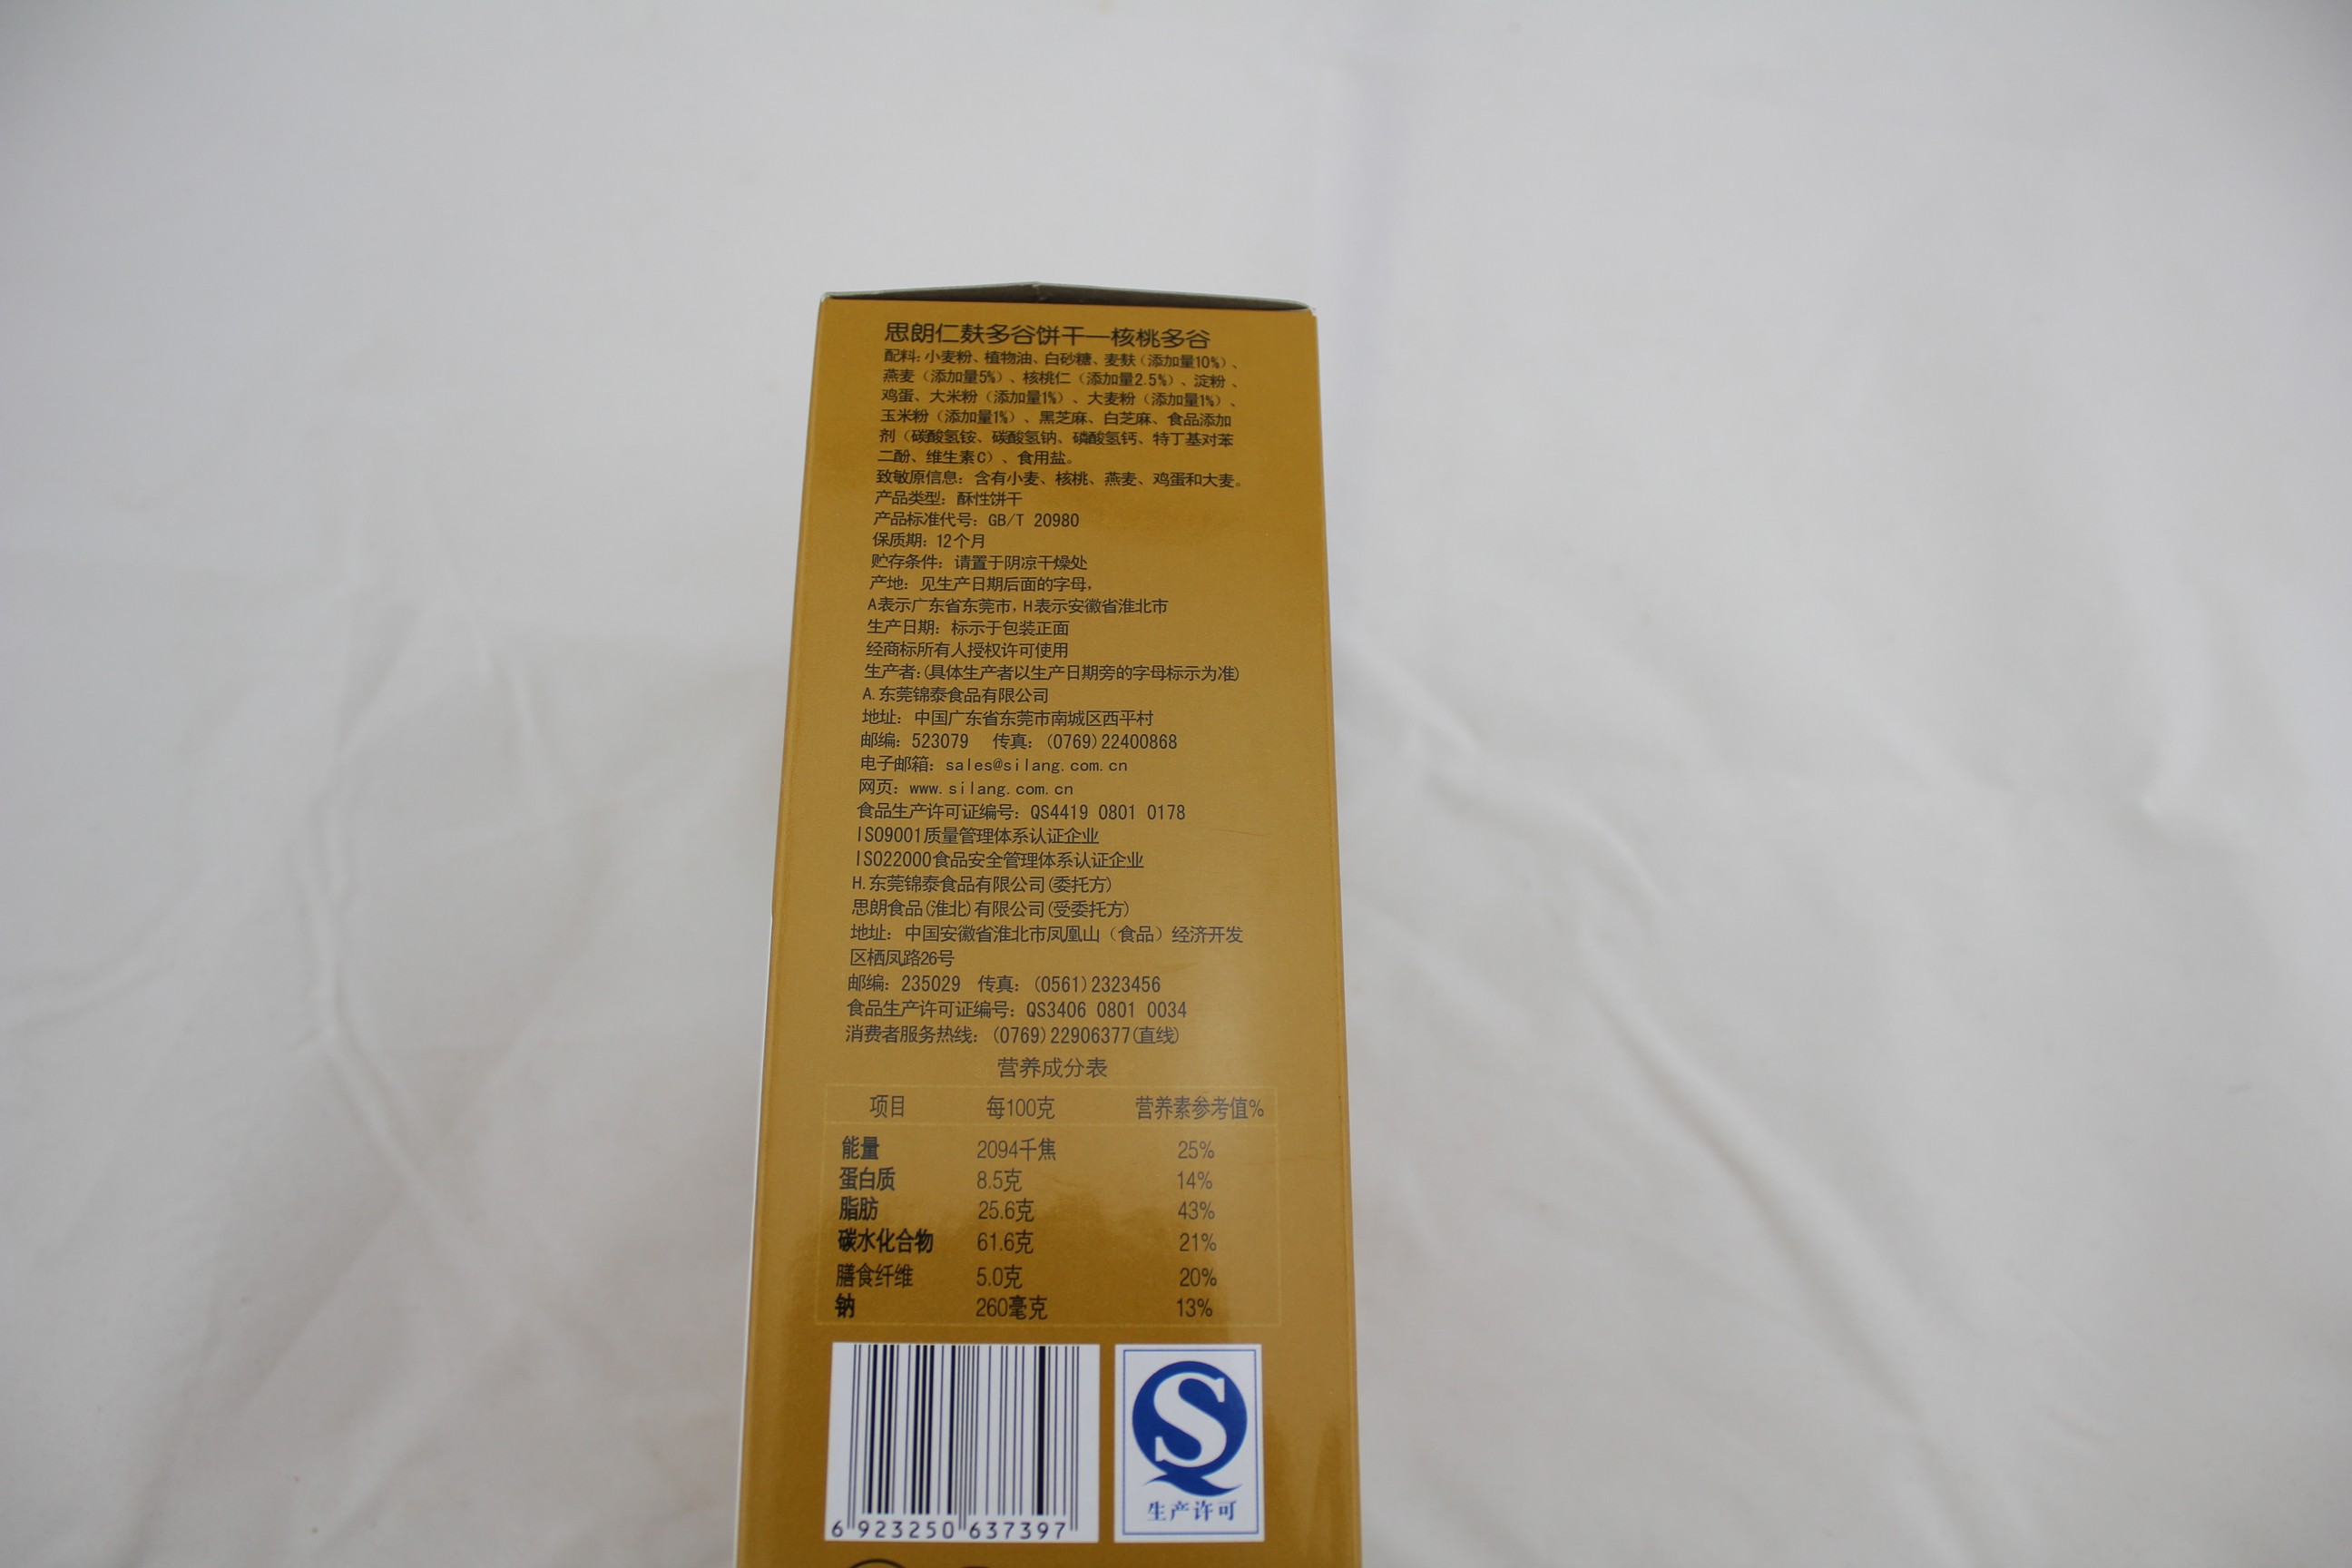 思朗仁麸多谷饼干—核桃多谷
配料：小麦粉、植物油、白砂糖、麦麸（添加量10%）、
燕麦（添加量5%）、核桃仁（添加量2.5%）、淀粉、
鸡蛋、大米粉（添加量1%）、大麦粉（添加量1%）、
玉米粉（添加量1%）、黑芝麻、白芝麻、食品添加
剂（碳酸氢铵、碳酸氢钠、磷酸氢钙、特丁基对苯
二酚、维生素C）、食用盐。
致敏原信息：含有小麦、核桃、燕麦、鸡蛋和大麦。
产品类型：酥性饼干
产品标准代号：GB/T 20980
保质期：12个月
贮存条件：请置于阴凉干燥处
产地：见生产日期后面的字母，
A表示广东省东莞市，H表示安徽省淮北市
生产日期：标示于包装正面
经商标所有人授权许可使用
生产者：(具体生产者以生产日期旁的字母标示为准)
A.东莞锦泰食品有限公司
地址：中国广东省东莞市南城区西平村
邮编：523079 传真：(0769)22400868
电子邮箱：sales@silang.com.cn
网页：www.silang.com.cn
食品生产许可证编号：QS4419 0801 0178
ISO9001质量管理体系认证企业
ISO22000食品安全管理体系认证企业
H.东莞锦泰食品有限公司(委托方)
思朗食品(淮北)有限公司(受委托方)
地址：中国安徽省淮北市凤凰山（食品）经济开发
区栖凤路26号
邮编：235029 传真：(0561)2323456
食品生产许可证编号：QS3406 0801 0034
消费者服务热线：(0769)22906377(直线)
营养成分表
项目 每100克 营养素参考值%
能量 2094千焦 25%
蛋白质 8.5克 14%
脂肪 25.6克 43%
碳水化合物 61.6克 21%
膳食纤维 5.0克 20%
钠 260毫克 13%
6 923250 637397
生产许可